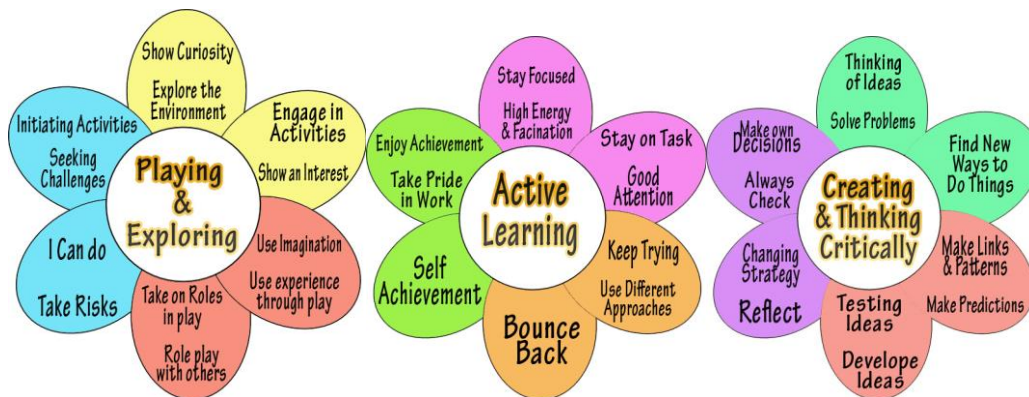 Show Curiosity
Explore the
Environment
Engage in
Activities
Show an Interest
Use Imagination
Use experience
through play
Take on Roles
in play
Role play
with others
I Can do
Take Risks
Initiating Activities
Seeking
Challenges
Playing
&
Exploring
Stay Focused
High Energy
& Facination
Stay on Task
Good
Attention
Keep Trying
Use Different
Approaches
Bounce
Back
Self
Achievement
Enjoy Achievement
Take Pride
in Work
Active
Learning
Thinking
of Ideas
Solve Problems
Find New
Ways to
Do Things
Make Links
& Patterns
Make Predictions
Testing
Ideas
Develope
Ideas
Changing
Strategy
Reflect
Make own
Decisions
Always
Check
Creating
& Thinking
Critically